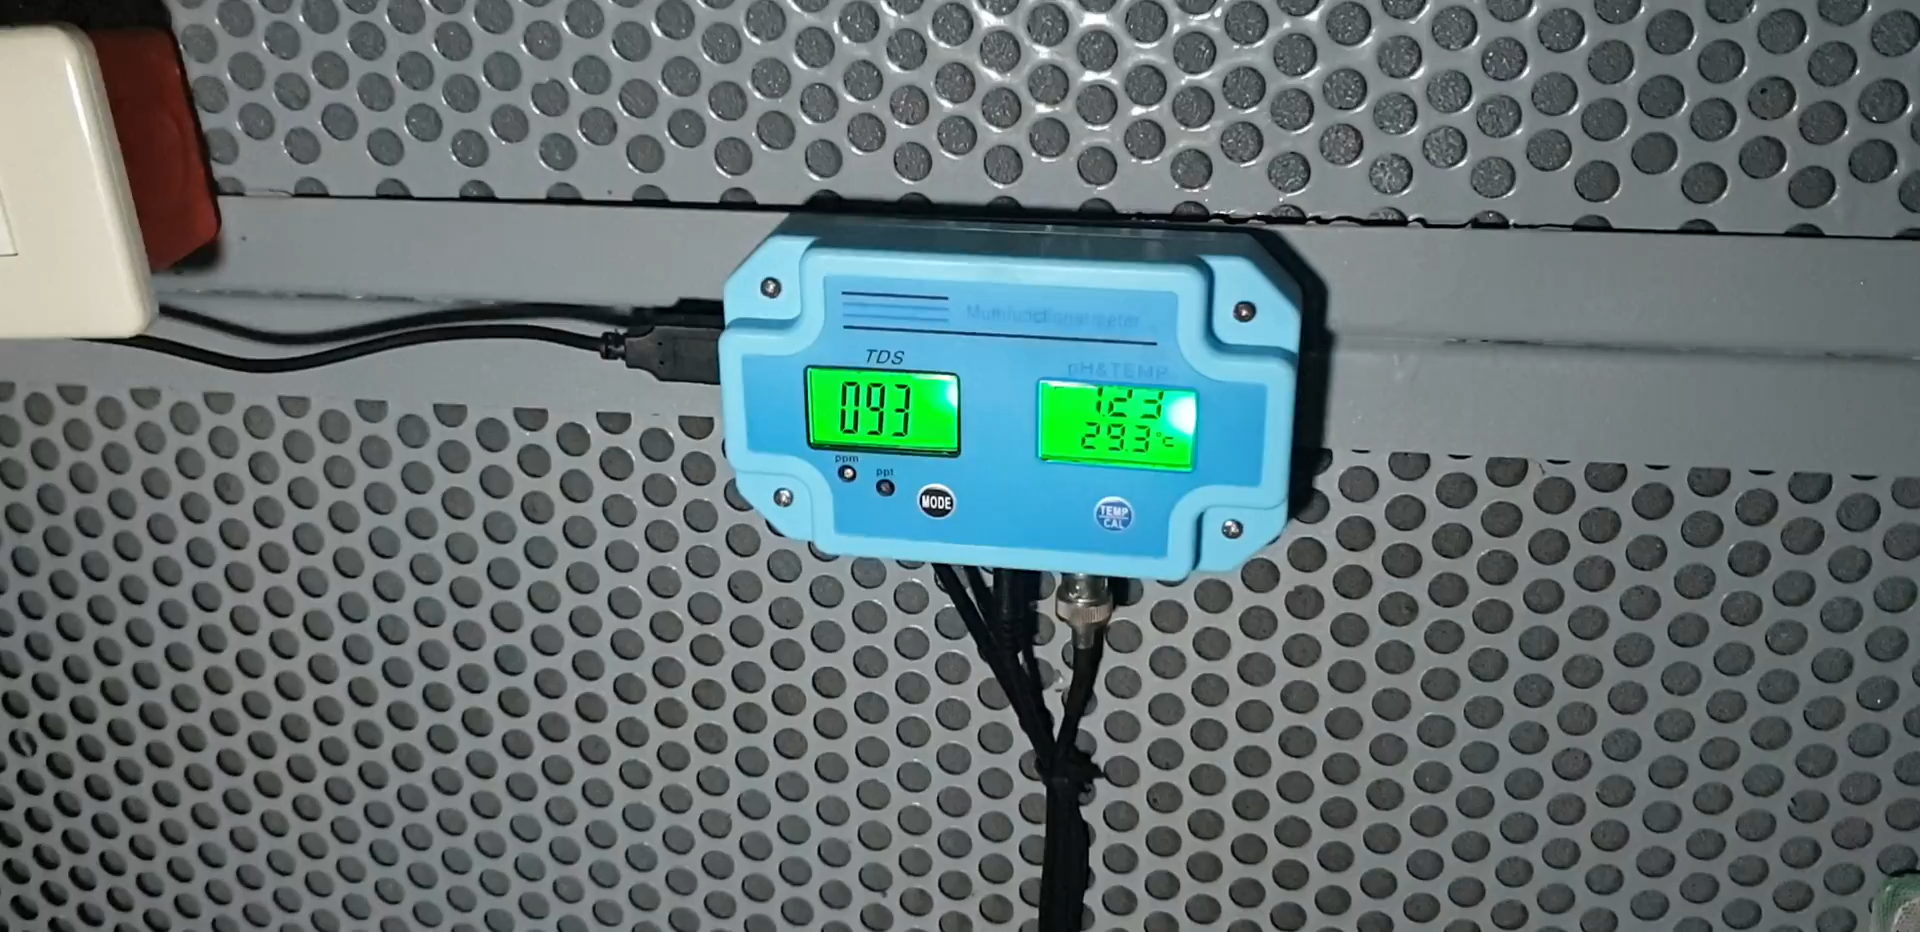 Multifunctional meter
TDS
pH&TEMP
093
29.3°c
ppm
ppt
MODE
TEMP
CAL